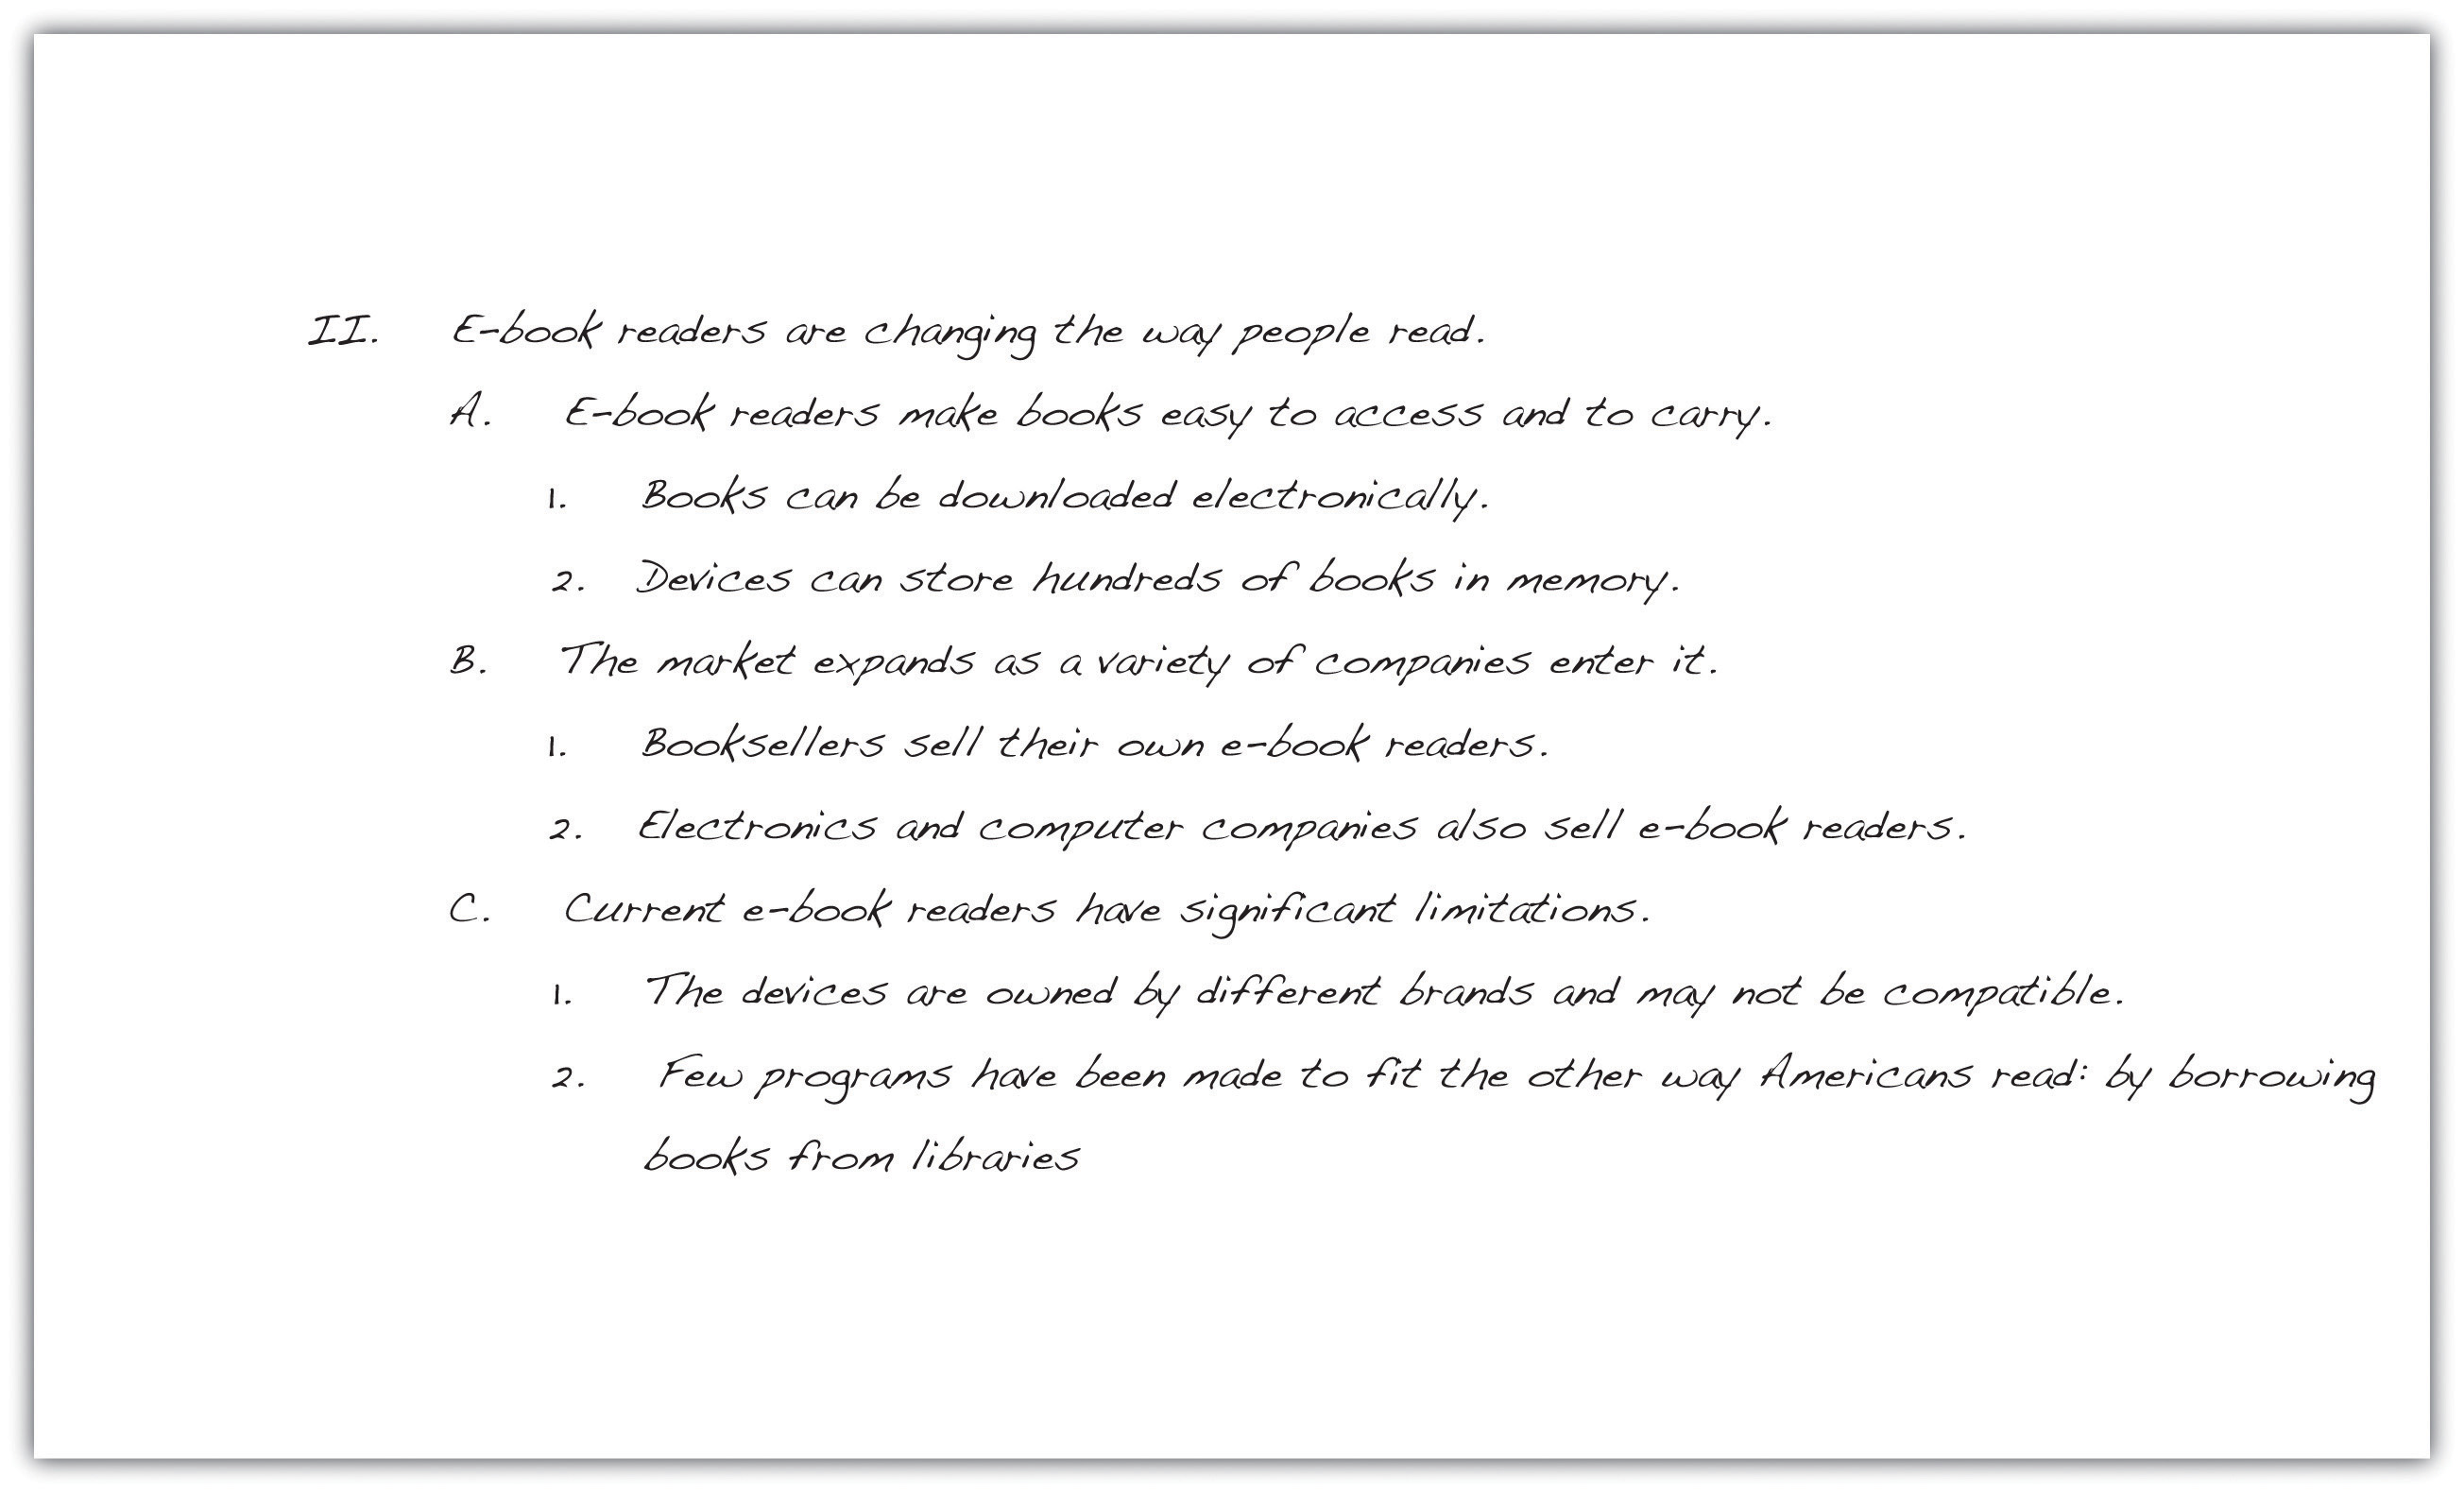 II. E-book readers are changing the way people read.
A. E-book readers make books easy to access and to carry.
1. Books can be downloaded electronically.
2. Devices can store hundreds of books in memory.
B. The market expands as a variety of companies enter it.
1. Booksellers sell their own e-book readers.
2. Electronics and computer companies also sell e-book readers.
C. Current e-book readers have significant limitations.
1. The devices are owned by different brands and may not be compatible.
2. Few programs have been made to fit the other way Americans read: by borrowing
books from libraries